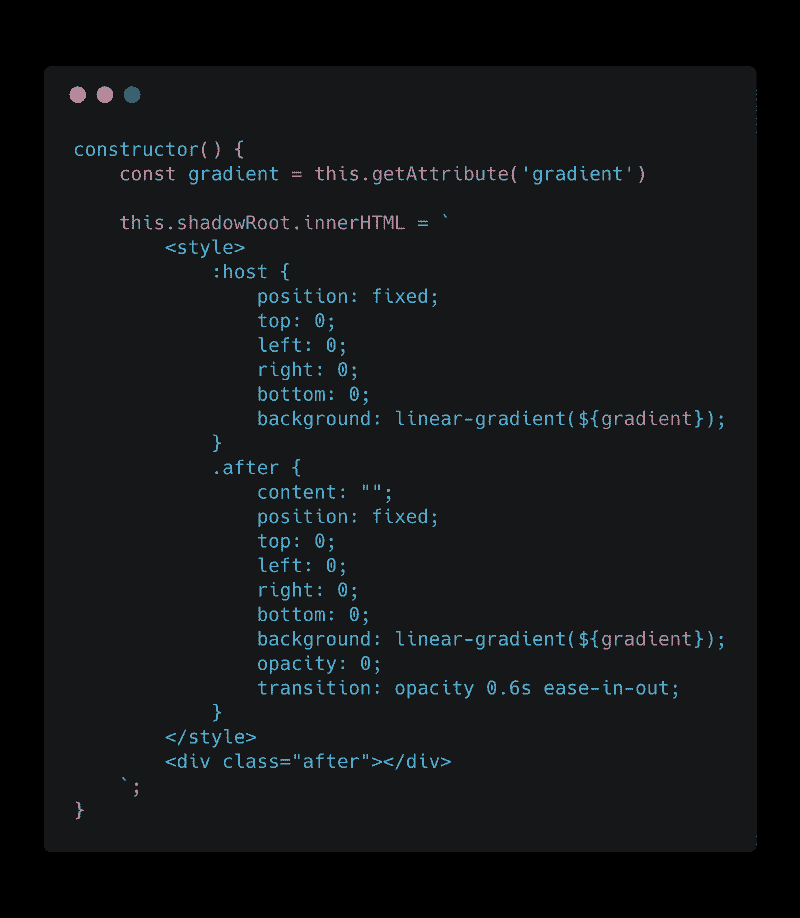 constructor() {
    const gradient = this.getAttribute('gradient')

    this.shadowRoot.innerHTML = `
        <style>
            :host {
                position: fixed;
                top: 0;
                left: 0;
                right: 0;
                bottom: 0;
                background: linear-gradient(${gradient});
            }
            .after {
                content: "";
                position: fixed;
                top: 0;
                left: 0;
                right: 0;
                bottom: 0;
                background: linear-gradient(${gradient});
                opacity: 0;
                transition: opacity 0.6s ease-in-out;
            }
        </style>
        <div class="after"></div>
    `;
}